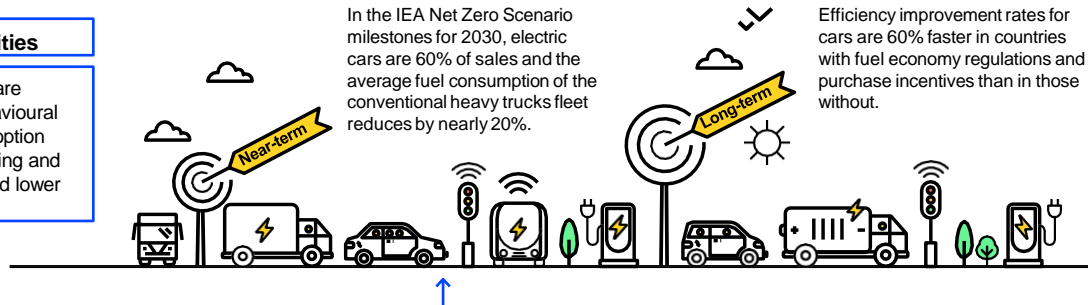 ities
are
avioural
option
ing and
d lower
Near-term
In the IEA Net Zero Scenario
milestones for 2030, electric
cars are 60% of sales and the
average fuel consumption of the
conventional heavy trucks fleet
reduces by nearly 20%.
Long-term
Efficiency improvement rates for
cars are 60% faster in countries
with fuel economy regulations and
purchase incentives than in those
without.